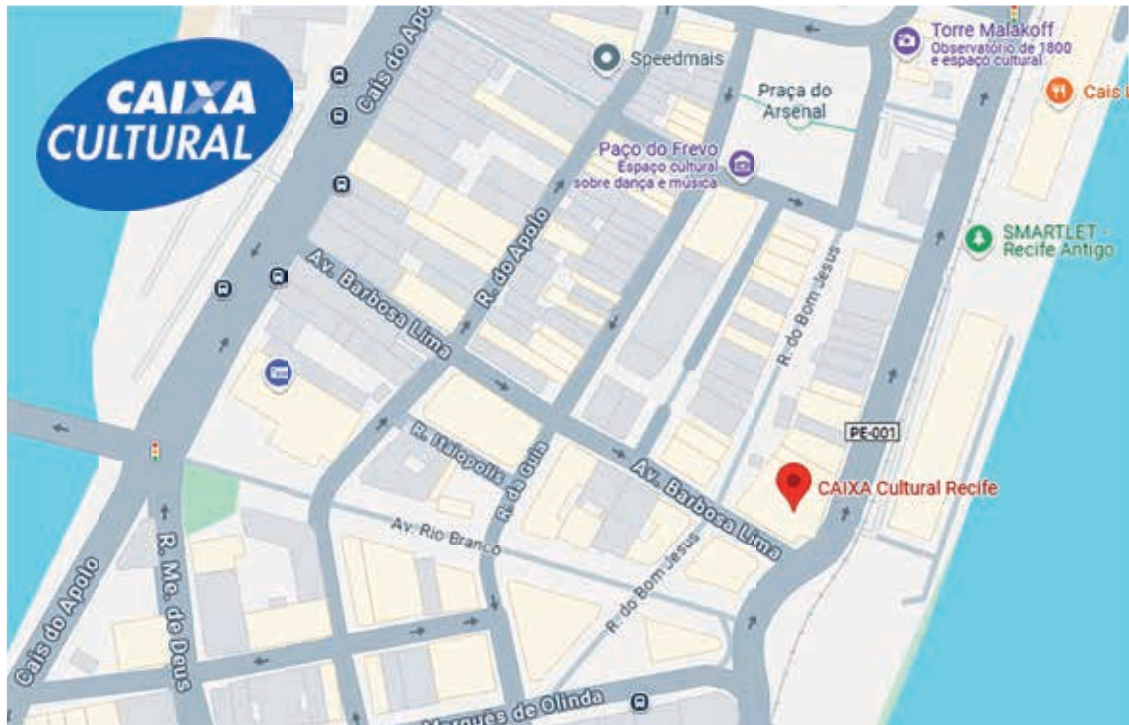 CAIXA
CULTURAL
Cais do Apo
Speedmais
Torre Malakoff
Observatório de 1800
e espaço cultural
Cais
Praça do
Arsenal
Paço do Frevo
Espaço cultural
sobre dança e música
SMARTLET -
Recife Antigo
R. do Apolo
Av. Barbosa Lima
R. do Bom Jesus
PE-001
CAIXA Cultural Recife
R. Itaiopolis
R. da Guia
Av. Barbosa Lima
Av. Rio Branco
R. do Bom Jesus
Cais do Apolo
R. Me. de Deus
Marquês de Olinda